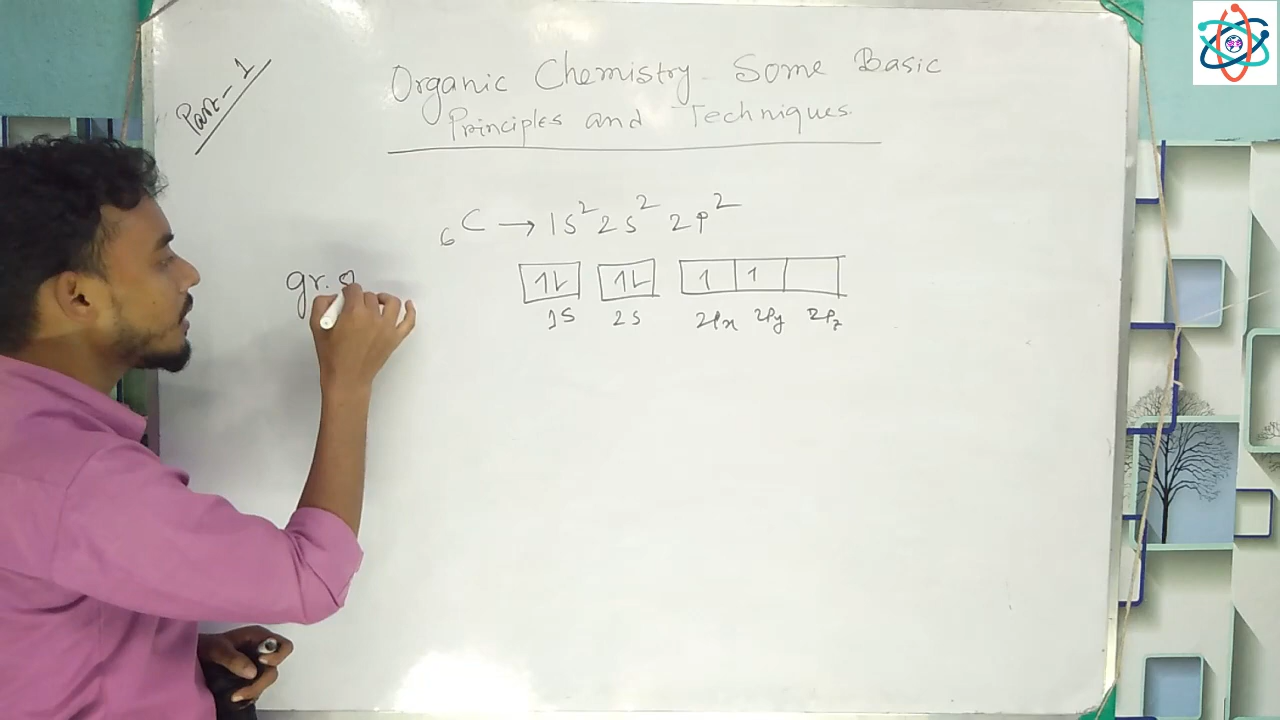 Part-1
Organic Chemistry Some Basic
Principles and Techniques.
₆C → 1s² 2s² 2p²
gr.
1L 1L 1 1
1S 2S 2Px 2Py 2Pz